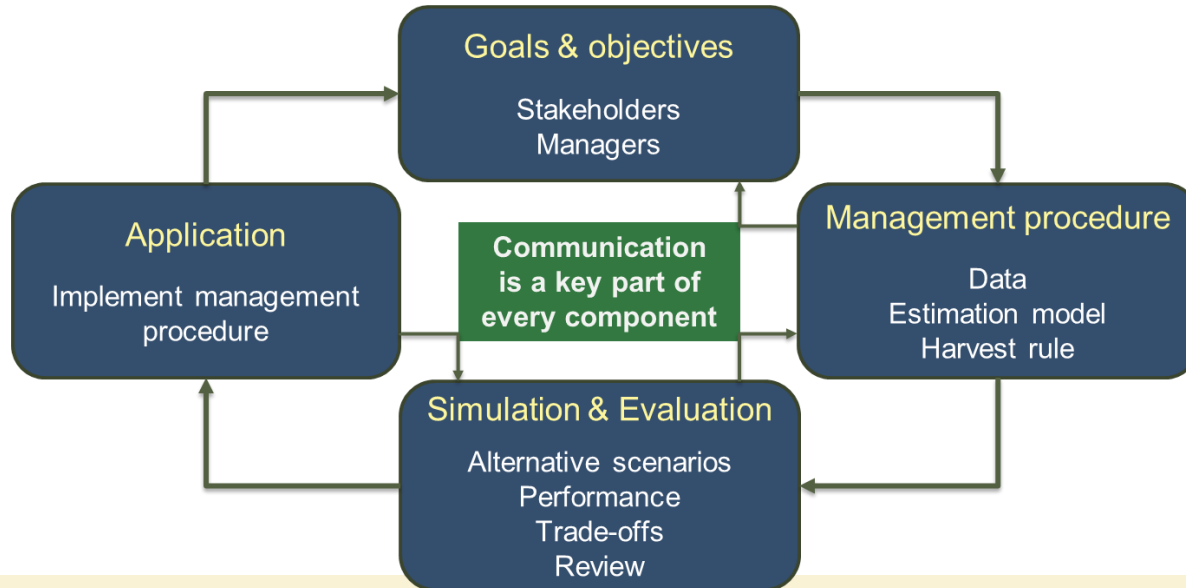 Goals & objectives
Stakeholders
Managers
Application
Implement management
procedure
Communication
is a key part of
every component
Management procedure
Data
Estimation model
Harvest rule
Simulation & Evaluation
Alternative scenarios
Performance
Trade-offs
Review